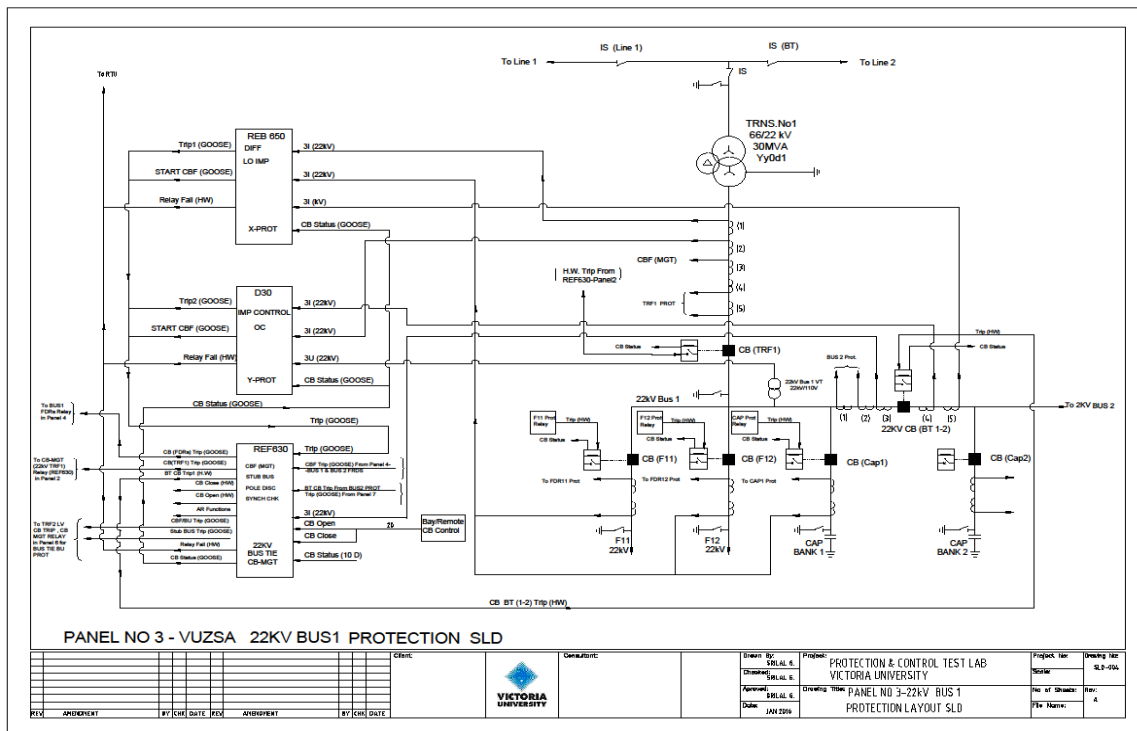 IS (Line 1)
IS (BT)
To Line 1
To Line 2
IS
To RTU
TRNS.No1
66/22 kV
30MVA
Yy0d1
REB 650
DIFF
LO IMP
X-PROT
Trip1 (GOOSE)
START CBF (GOOSE)
Relay Fail (HW)
3I (22kV)
3I (22kV)
3I (kV)
CB Status (GOOSE)
(1)
(2)
CBF (MGT)
(3)
(4)
TRF1 PROT
(5)
H.W. Trip From
REF630-Panel2
D30
IMP CONTROL
OC
Y-PROT
Trip2 (GOOSE)
START CBF (GOOSE)
Relay Fail (HW)
3I (22kV)
3I (22kV)
3U (22kV)
CB Status (GOOSE)
CB Status (GOOSE)
Trip (GOOSE)
CB Status
CB (TRF1)
Trip (HW)
CB Status
BUS 2 Prot.
22kV Bus 1 VT
22kV/110V
22kV Bus 1
(1)
(2)
(3)
(4)
(5)
22KV CB (BT 1-2)
To 2KV BUS 2
To BUS1
FDRs Relay
in Panel 4
To CB-MGT
(22kV TRF1)
Relay (REF630)
in Panel 2
To TRF2 LV
CB TRIP , CB
MGT RELAY
in Panel 6 for
BUS TIE BU
PROT
CB (FDRs) Trip (GOOSE)
CB(TRF1) Trip (GOOSE)
BT CB Trip1 (H.W)
CB Close (HW)
CB Open (HW)
AR Functions
CBF/BU Trip (GOOSE)
Stub BUS Trip (GOOSE)
Relay Fail (HW)
CB Status (GOOSE)
REF630
CBF (MGT)
STUB BUS
POLE DISC
SYNCH CHK
22KV
BUS TIE
CB-MGT
Trip (GOOSE)
CBF Trip (GOOSE) From Panel 4-
-BUS 1 & BUS 2 FRDS
BT CB Trip From BUS2 PROT
Trip (GOOSE) From Panel 7
3I (22kV)
CB Open
CB Close
CB Status (10 D)
2D
Bay/Remote
CB Control
F11 Prot
Relay
Trip (HW)
CB Status
CB (F11)
To FDR11 Prot
F11
22kV
F12 Prot
Relay
Trip (HW)
CB Status
CB (F12)
To FDR12 Prot
F12
22kV
CAP Prot
Relay
Trip (HW)
CB Status
CB (Cap1)
To CAP1 Prot
CAP
BANK 1
CB (Cap2)
CAP
BANK 2
CB BT (1-2) Trip (HW)
PANEL NO 3 - VUZSA 22KV BUS1 PROTECTION SLD
REV AMENDMENT BY CHK DATE REV AMENDMENT BY CHK DATE
Client:
VICTORIA
UNIVERSITY
Consultant:
Drawn By:
SRILAL G.
Checked:
SRILAL G.
Aproved:
SRILAL G.
Date:
JAN 2016
Project:
PROTECTION & CONTROL TEST LAB
VICTORIA UNIVERSITY
Drawing Title:
PANEL NO 3-22kV BUS 1
PROTECTION LAYOUT SLD
Project No:
Scale:
No of Sheets:
File Name:
Drawing No:
SLD-004
Rev:
A